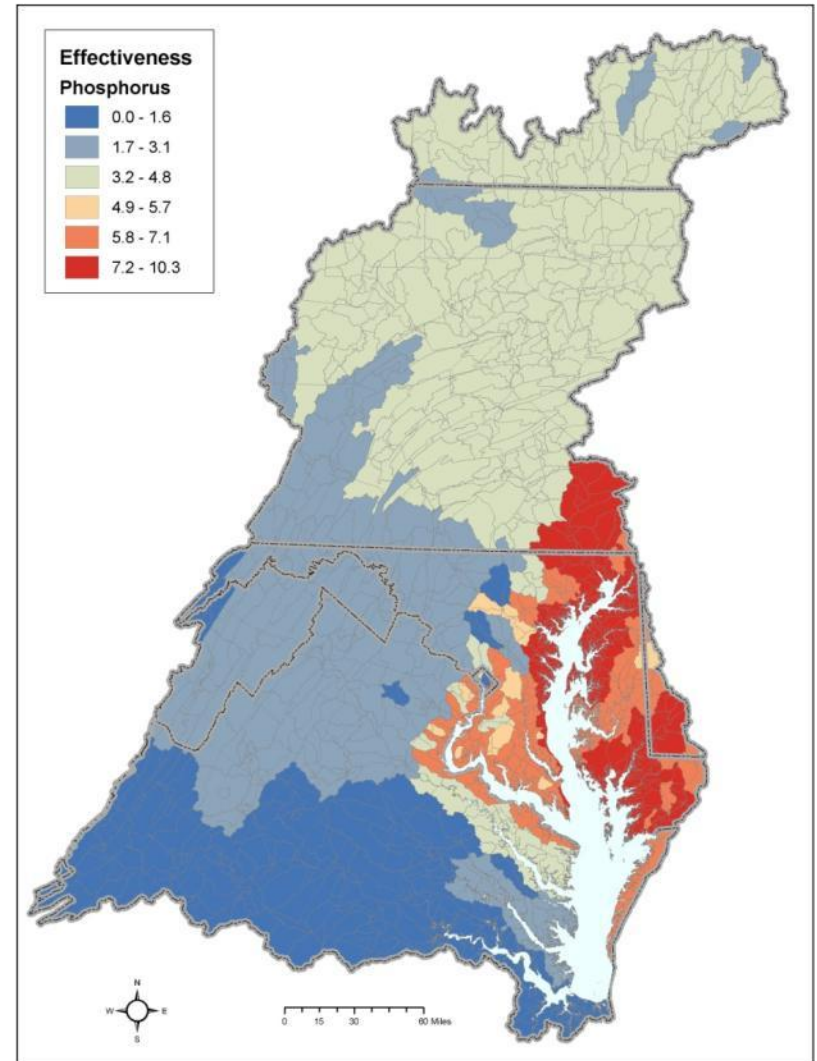 Effectiveness
Phosphorus
0.0 - 1.6
1.7 - 3.1
3.2 - 4.8
4.9 - 5.7
5.8 - 7.1
7.2 - 10.3
N
W E
S
0 15 30 60 Miles